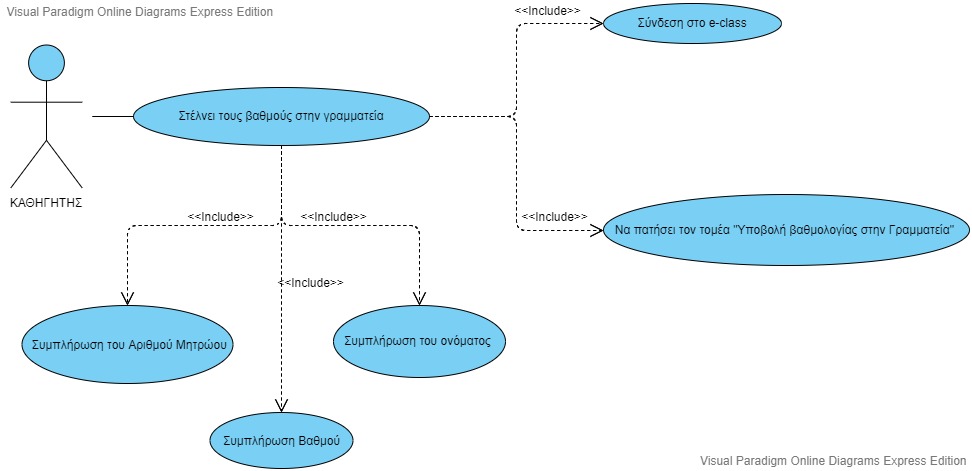 Visual Paradigm Online Diagrams Express Edition
<<Include>>
Σύνδεση στο e-class
Στέλνει τους βαθμούς στην γραμματεία
ΚΑΘΗΓΗΤΗΣ
<<Include>>
<<Include>>
<<Include>>
Να πατήσει τον τομέα "Υποβολή βαθμολογίας στην Γραμματεία"
<<Include>>
Συμπλήρωση του Αριθμού Μητρώου
Συμπλήρωση του ονόματος
Συμπλήρωση Βαθμού
Visual Paradigm Online Diagrams Express Edition